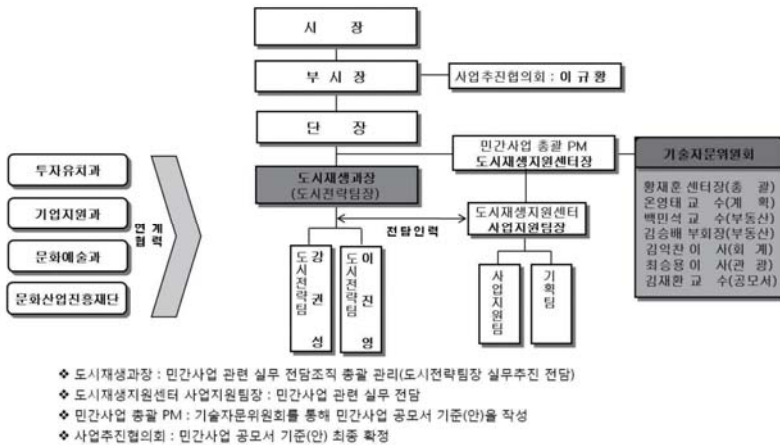 시 장
부 시 장
사업추진협의회 : 이 규 황
단 장
민간사업 총괄 PM
도시재생지원센터장
기술자문위원회
황재훈 센터장(총 괄)
온영태 교 수(계 획)
백민석 교 수(부동산)
김승배 부회장(부동산)
김악찬 이 사(회 계)
최승용 이 사(관 광)
김재환 교 수(공모서)
투자유치과
기업지원과
문화예술과
문화산업진흥재단
연 계
협 력
도시재생과장
(도시전략팀장)
전담인력
도시재생지원센터
사업지원팀장
도시전략팀
강 권 성
도시전략팀
이 진 영
사업지원팀
기획팀
❖ 도시재생과장 : 민간사업 관련 실무 전담조직 총괄 관리(도시전략팀장 실무추진 전담)
❖ 도시재생지원센터 사업지원팀장 : 민간사업 관련 실무 전담
❖ 민간사업 총괄 PM : 기술자문위원회를 통해 민간사업 공모서 기준(안)을 작성
❖ 사업추진협의회 : 민간사업 공모서 기준(안) 최종 확정